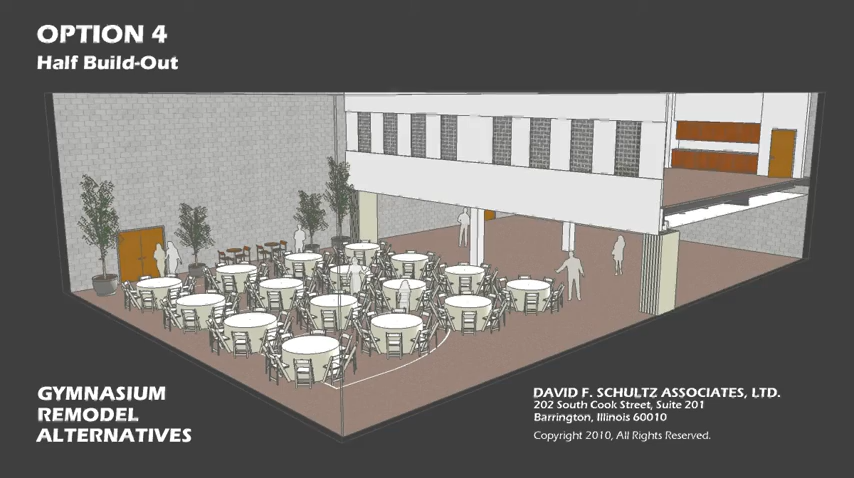 OPTION 4
Half Build-Out
GYMNASIUM
REMODEL
ALTERNATIVES
DAVID F. SCHULTZ ASSOCIATES, LTD.
202 South Cook Street, Suite 201
Barrington, Illinois 60010
Copyright 2010, All Rights Reserved.